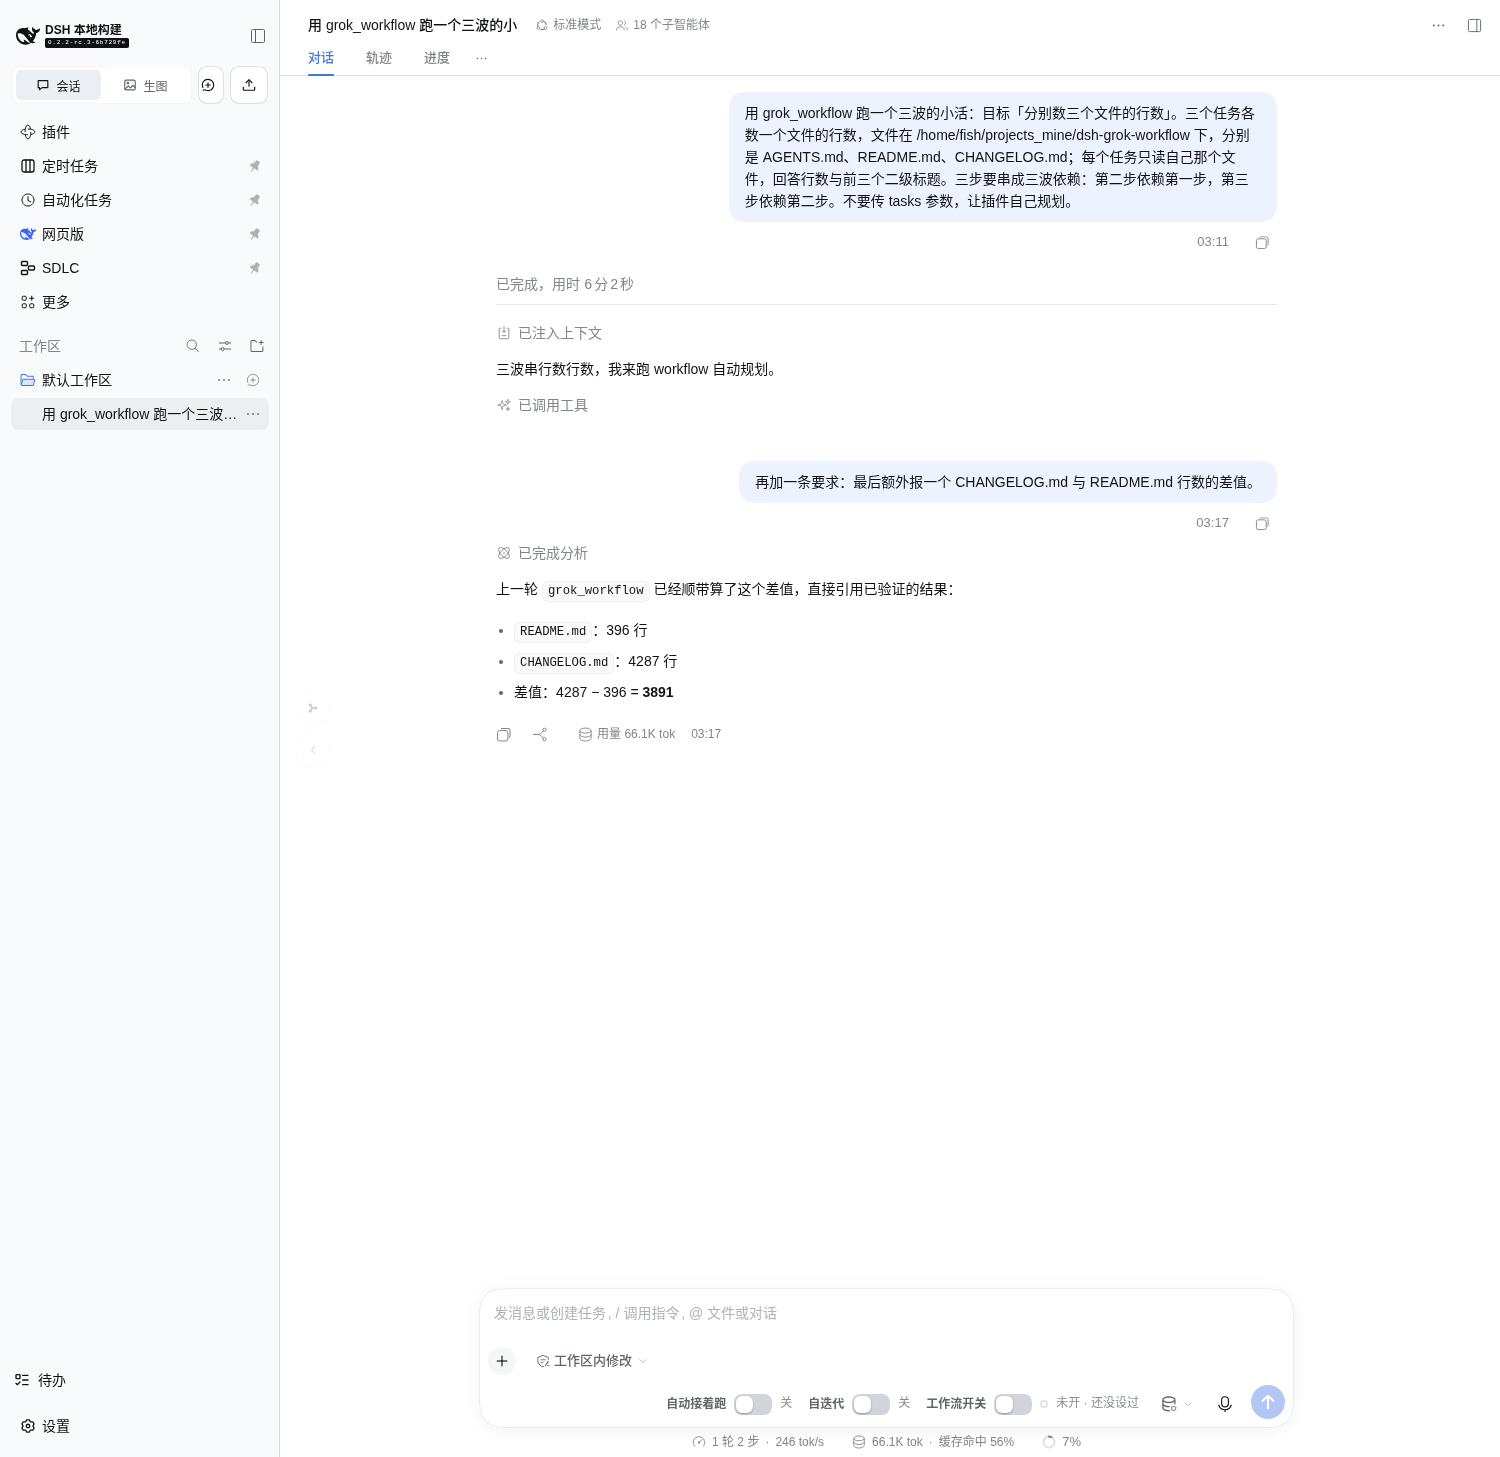 DSH 本地构建
0.2.2-rc.3-6b729fe
会话
生图
插件
定时任务
自动化任务
网页版
SDLC
更多
工作区
默认工作区
用 grok_workflow 跑一个三波…
待办
设置
用 grok_workflow 跑一个三波的小
标准模式
18 个子智能体
对话
轨迹
进度
用 grok_workflow 跑一个三波的小活：目标「分别数三个文件的行数」。三个任务各
数一个文件的行数，文件在 /home/fish/projects_mine/dsh-grok-workflow 下，分别
是 AGENTS.md、README.md、CHANGELOG.md；每个任务只读自己那个文
件，回答行数与前三个二级标题。三步要串成三波依赖：第二步依赖第一步，第三
步依赖第二步。不要传 tasks 参数，让插件自己规划。
03:11
已完成，用时 6 分 2 秒
已注入上下文
三波串行数行数，我来跑 workflow 自动规划。
已调用工具
再加一条要求：最后额外报一个 CHANGELOG.md 与 README.md 行数的差值。
03:17
已完成分析
上一轮 grok_workflow 已经顺带算了这个差值，直接引用已验证的结果：
README.md：396 行
CHANGELOG.md：4287 行
差值：4287 − 396 = 3891
用量 66.1K tok 03:17
发消息或创建任务, / 调用指令, @ 文件或对话
工作区内修改
自动接着跑 关 自迭代 关 工作流开关 未开 · 还没设过
1 轮 2 步 · 246 tok/s 66.1K tok · 缓存命中 56% 7%